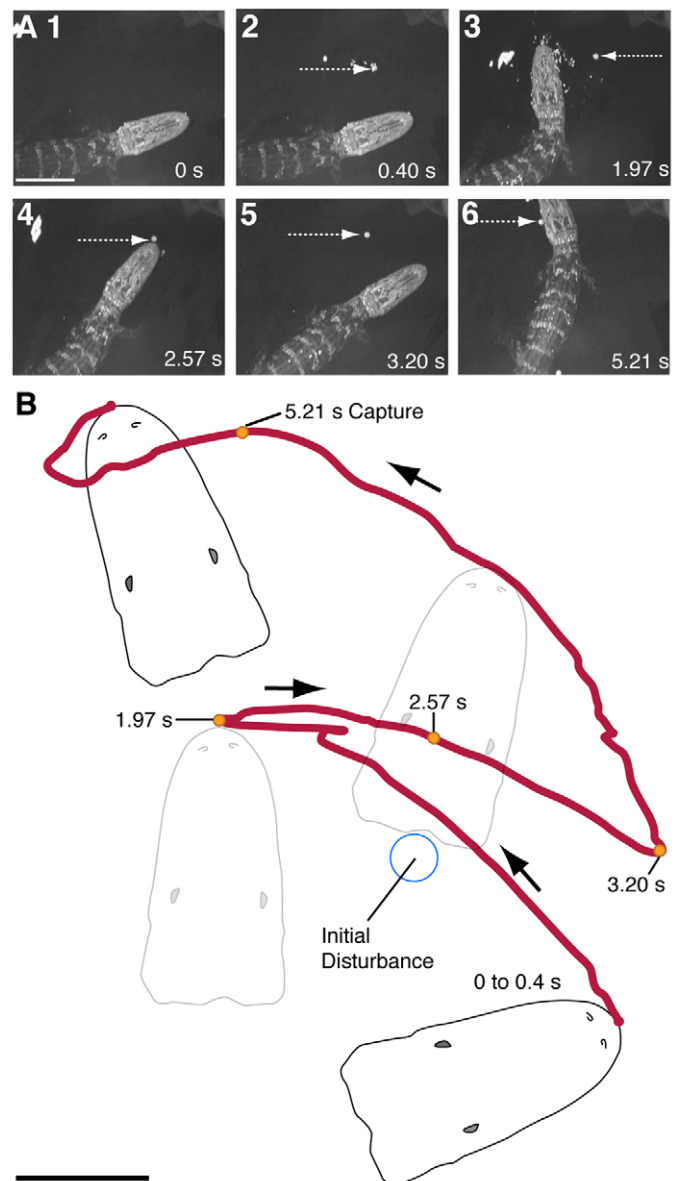 A 1
2
3
0 s
0.40 s
1.97 s
4
5
6
2.57 s
3.20 s
5.21 s
B
5.21 s Capture
2.57 s
1.97 s
3.20 s
Initial
Disturbance
0 to 0.4 s